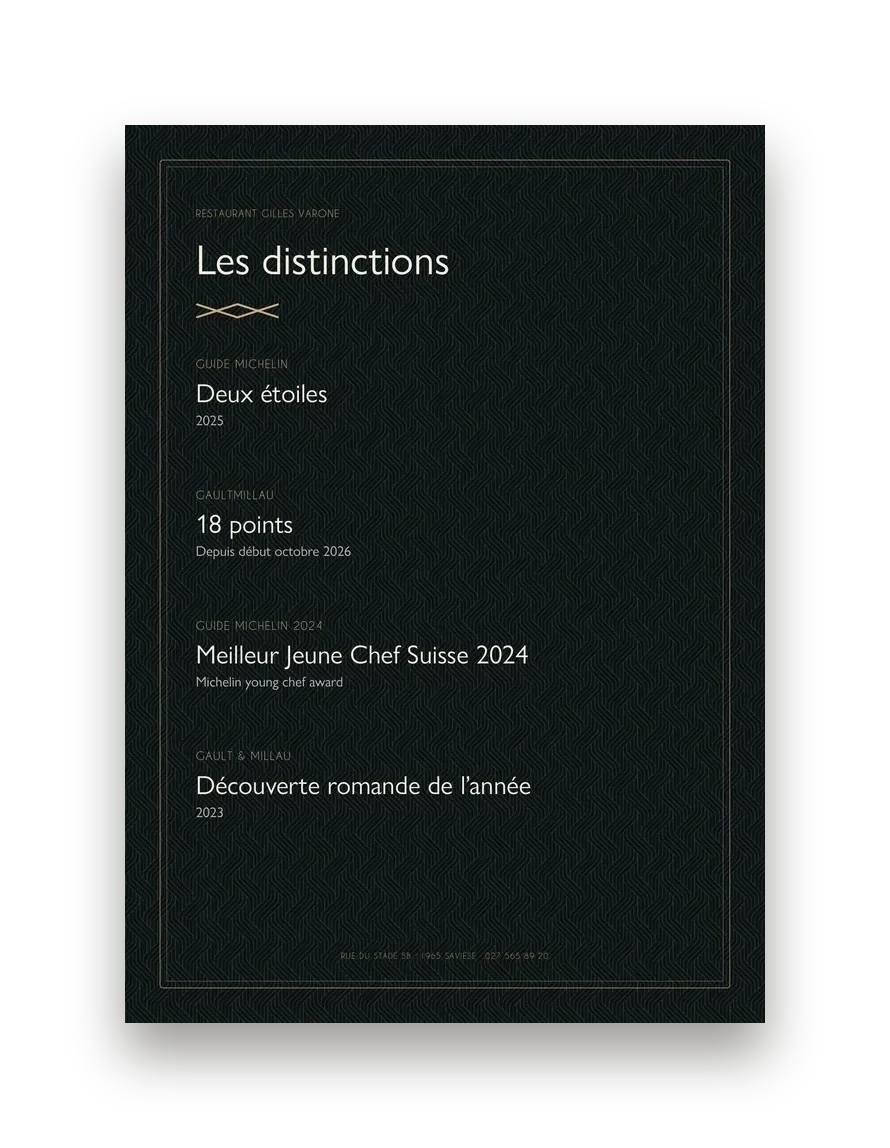 RESTAURANT GILLES VARONE
Les distinctions
GUIDE MICHELIN
Deux étoiles
2025
GAULTMILLAU
18 points
Depuis début octobre 2026
GUIDE MICHELIN 2024
Meilleur Jeune Chef Suisse 2024
Michelin young chef award
GAULT & MILLAU
Découverte romande de l’année
2023
RUE DU STADE 5B · 1965 SAVIÈSE · 027 565 89 20